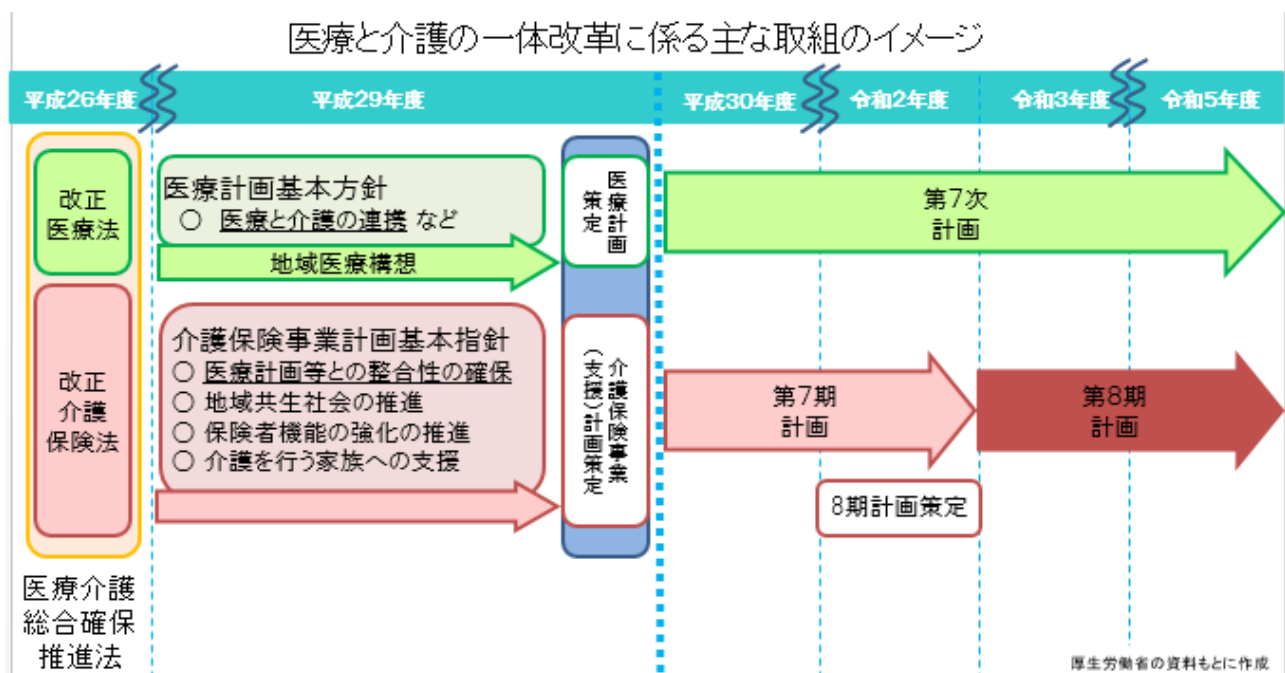 医療と介護の一体改革に係る主な取組のイメージ
平成26年度
平成29年度
平成30年度
令和2年度
令和3年度
令和5年度
改正
医療法
医療計画基本方針
○ 医療と介護の連携 など
地域医療構想
医療計画
策定
第7次
計画
改正
介護
保険法
介護保険事業計画基本指針
○ 医療計画等との整合性の確保
○ 地域共生社会の推進
○ 保険者機能の強化の推進
○ 介護を行う家族への支援
介護保険事業
(支援)計画策定
第7期
計画
第8期
計画
8期計画策定
医療介護
総合確保
推進法
厚生労働省の資料もとに作成